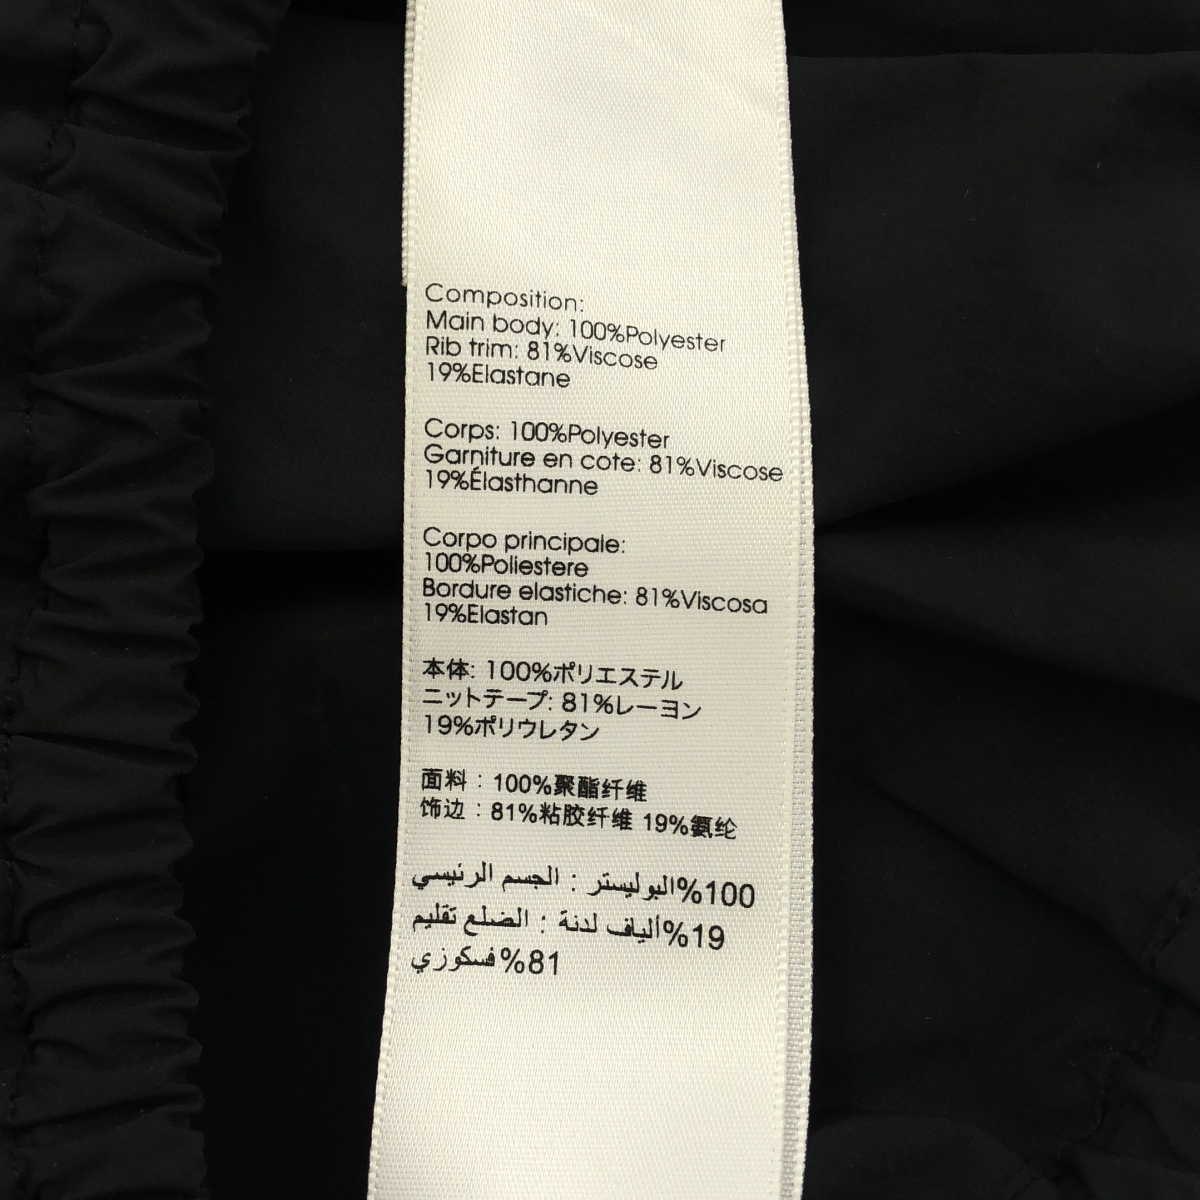 Composition:
Main body: 100%Polyester
Rib trim: 81%Viscose
19%Elastane
Corps: 100%Polyester
Garniture en cote: 81%Viscose
19%Élasthanne
Corpo principale:
100%Poliestere
Bordure elastiche: 81%Viscosa
19%Elastan
本体: 100%ポリエステル
ニットテープ: 81%レーヨン
19%ポリウレタン
面料：100%聚酯纤维
饰边：81%粘胶纤维 19%氨纶
100%البوليستر : الجسم الرئيسي
19%ألياف لدنة : الضلع تقليم
81%فسكوزي